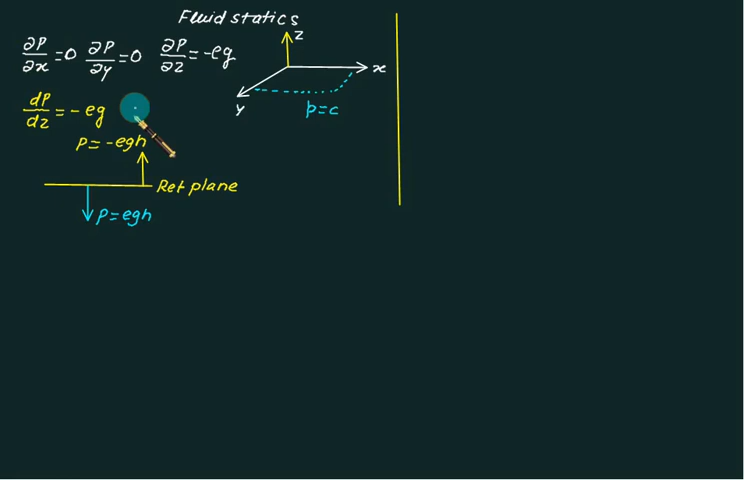 Fluid statics
∂P/∂x = 0 ∂P/∂y = 0 ∂P/∂z = -ρg
z
x
y
P = c
dP/dz = -ρg
P = -ρgh
Ref plane
P = ρgh